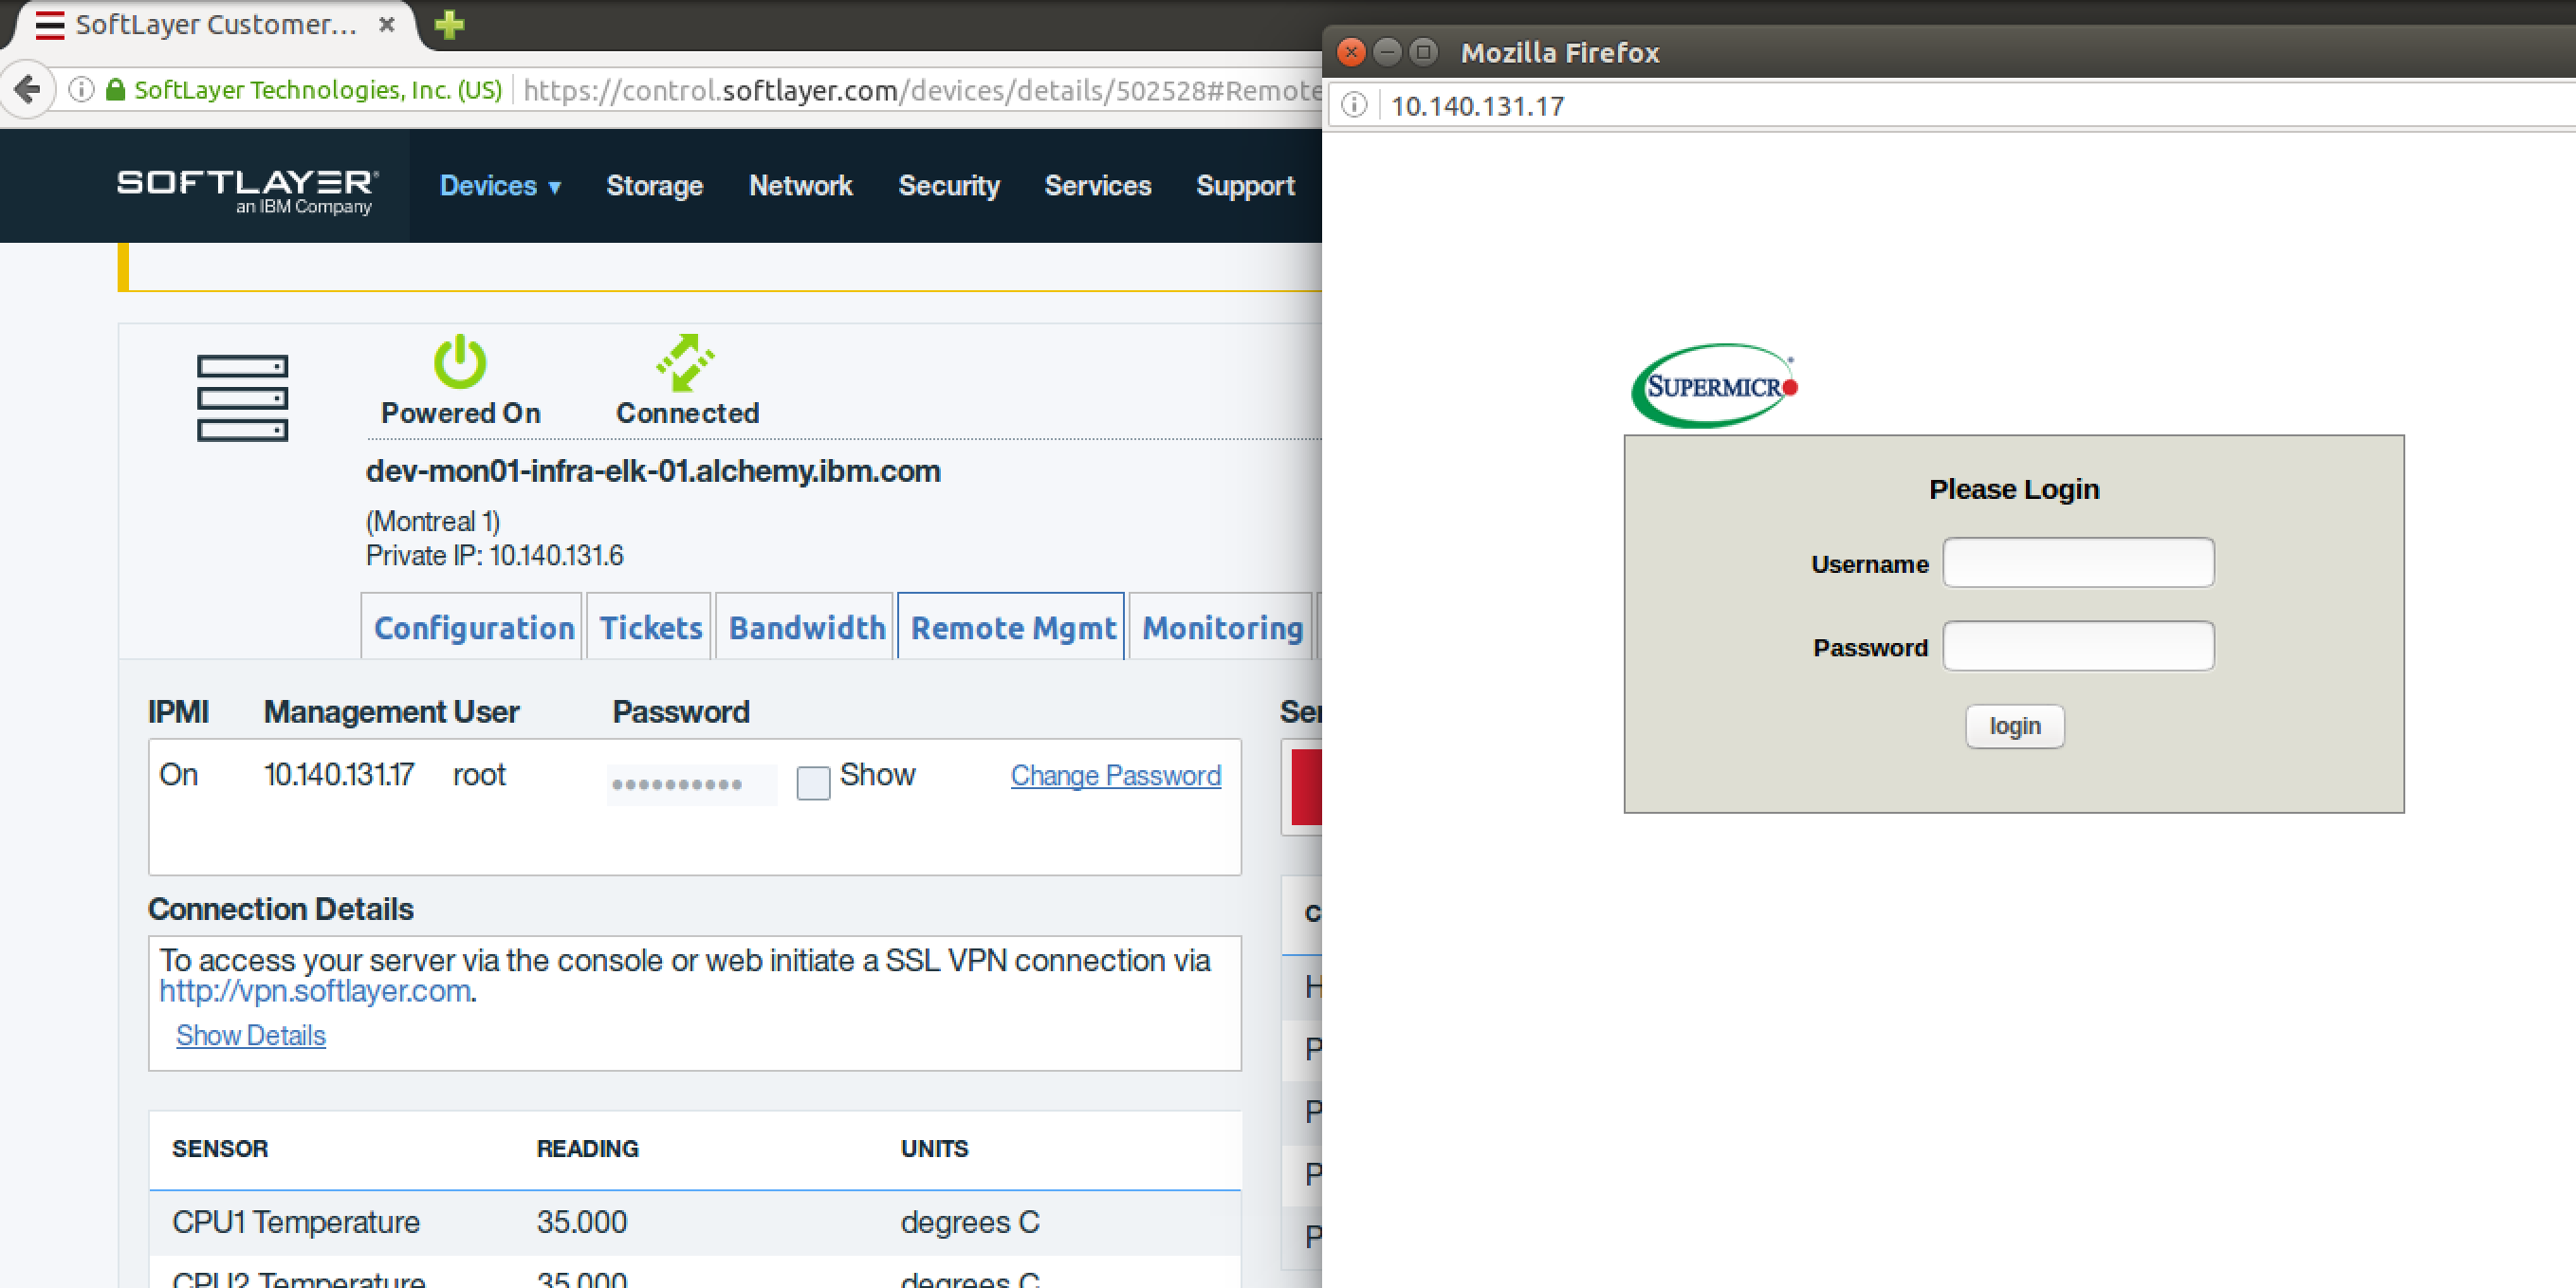 SoftLayer Customer...
SoftLayer Technologies, Inc. (US)
https://control.softlayer.com/devices/details/502528#Remote
SOFTLAYER®
an IBM Company
Devices ▼
Storage
Network
Security
Services
Support
Powered On
Connected
dev-mon01-infra-elk-01.alchemy.ibm.com
(Montreal 1)
Private IP: 10.140.131.6
Configuration
Tickets
Bandwidth
Remote Mgmt
Monitoring
IPMI Management User Password
On 10.140.131.17 root •••••••••• Show Change Password
Connection Details
To access your server via the console or web initiate a SSL VPN connection via
http://vpn.softlayer.com.
Show Details
SENSOR READING UNITS
CPU1 Temperature 35.000 degrees C
CPU2 Temperature 35.000 degrees C
Mozilla Firefox
10.140.131.17
SUPERMICRO
Please Login
Username
Password
login